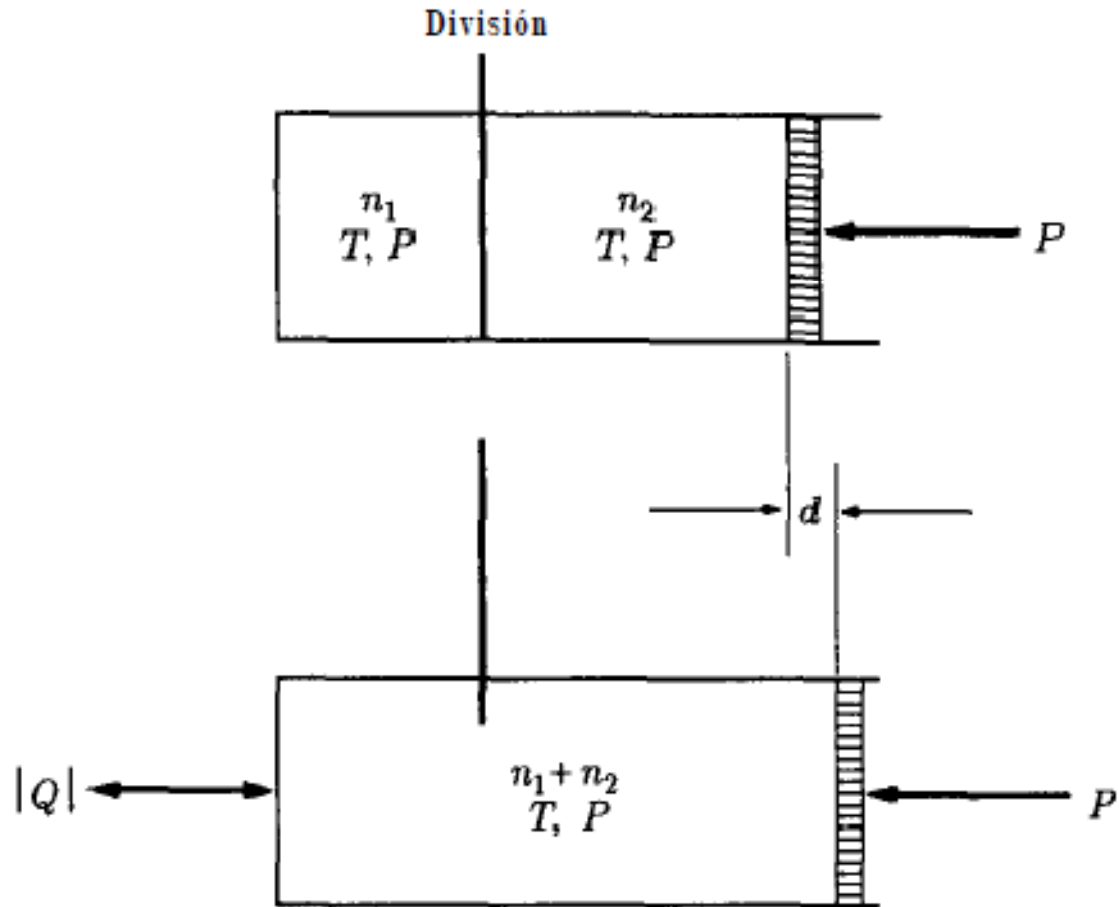 División
n₁
T, P
n₂
T, P
P
d
|Q|
n₁ + n₂
T, P
P